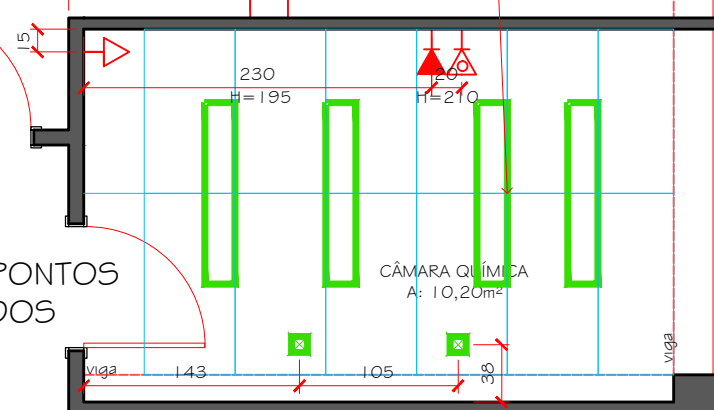 15
230
20
H=195
H=210
PONTOS
DOS
CÂMARA QUÍMICA
A: 10,20m²
viga
viga
143
105
38